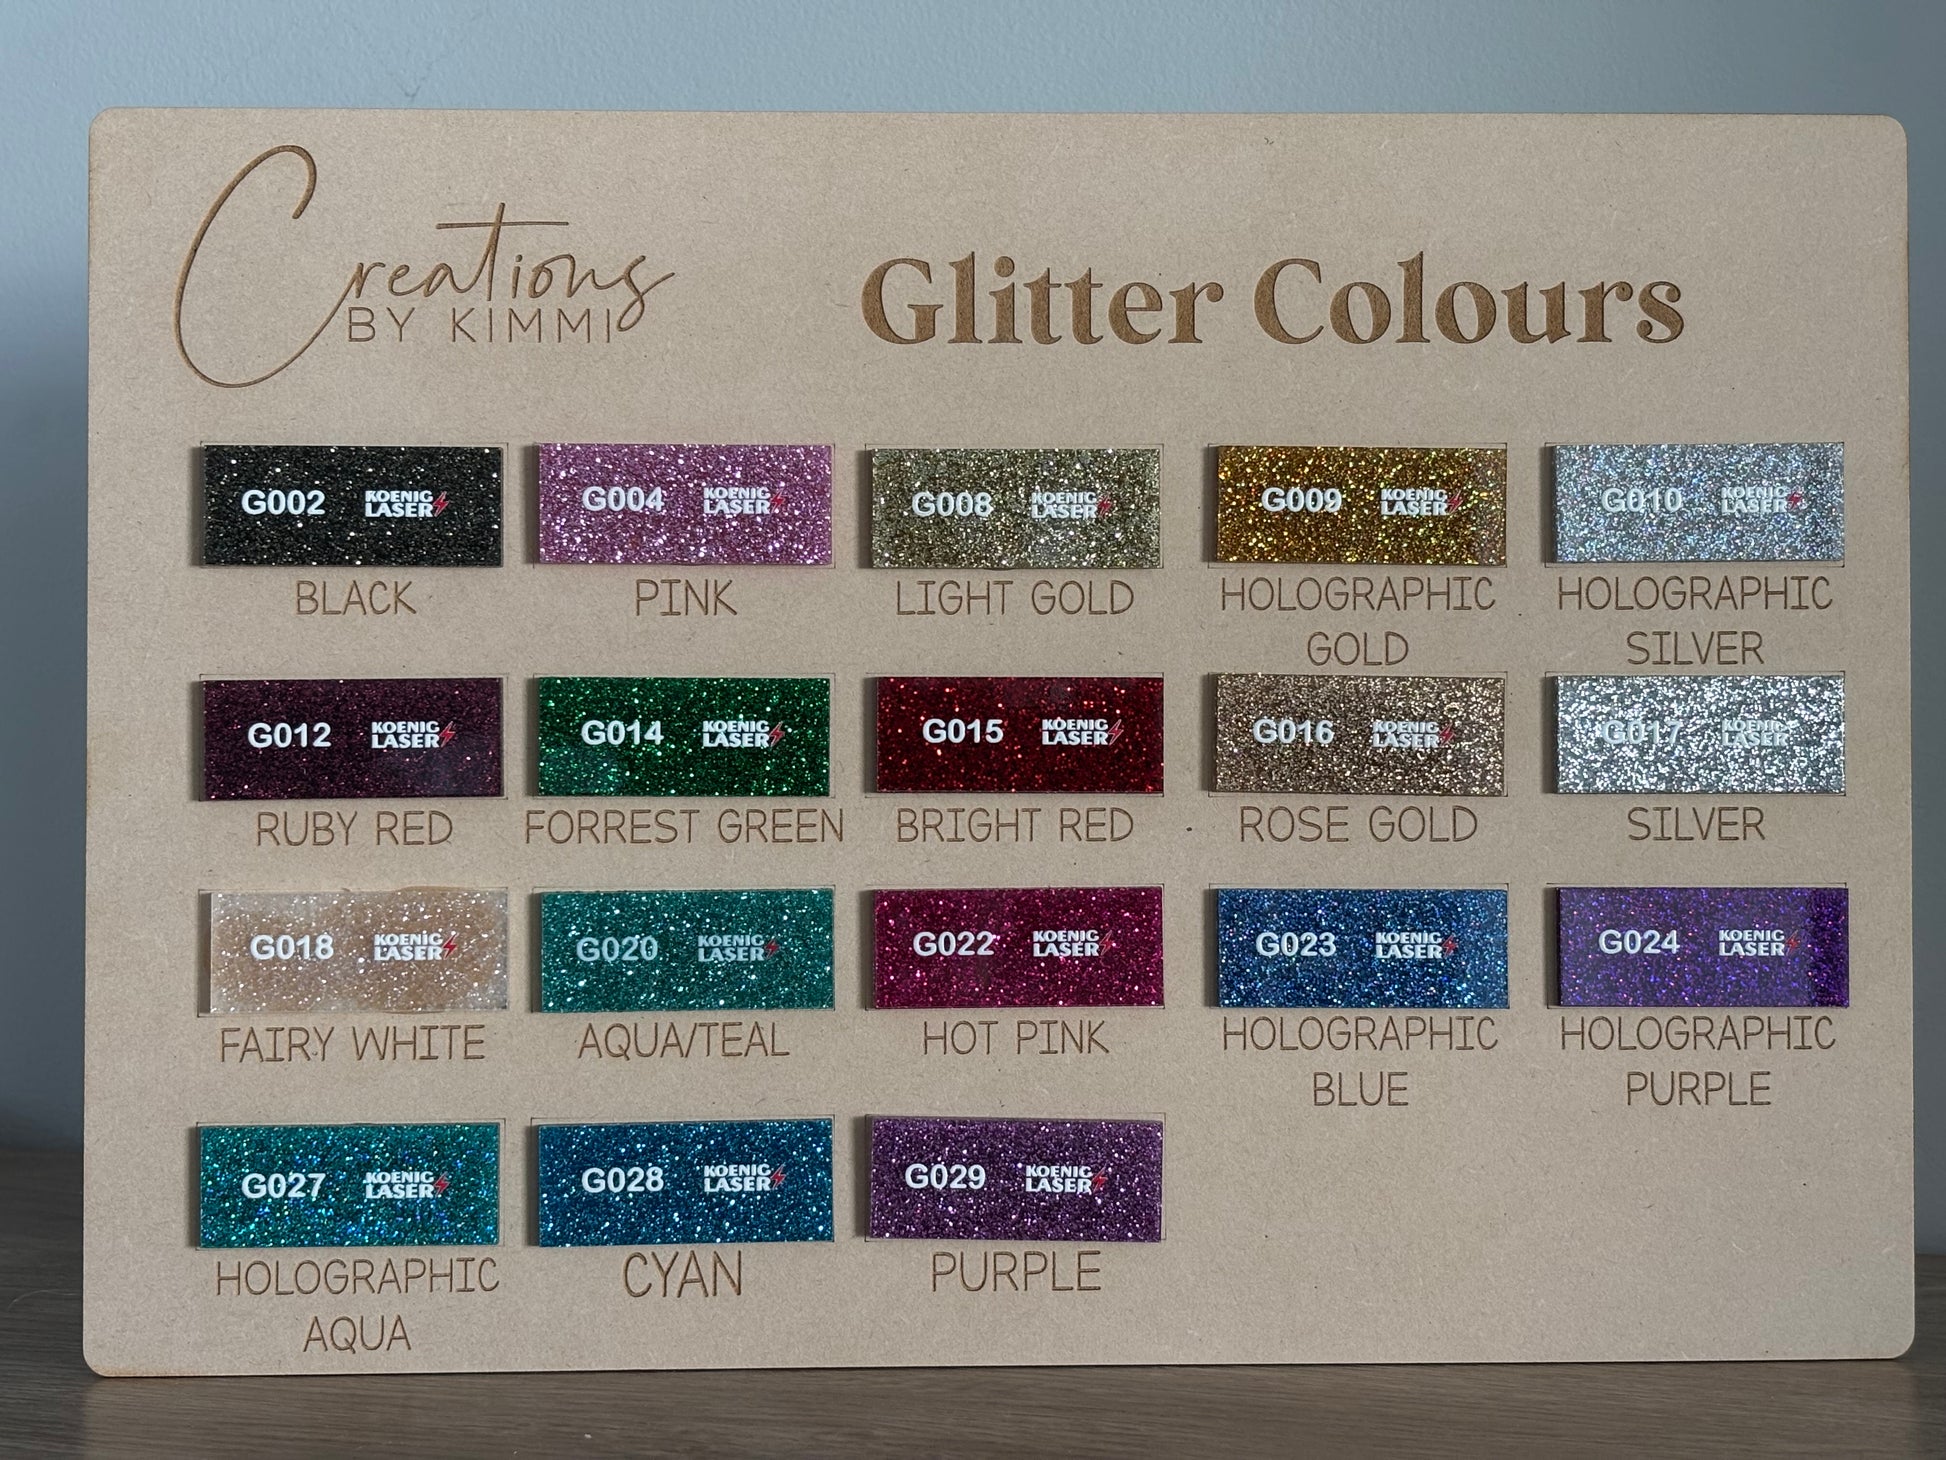 Creations
BY KIMMI
Glitter Colours
G002 KOENIG LASER
G004 KOENIG LASER
G008 KOENIG LASER
G009 KOENIG LASER
G010 KOENIG LASER
BLACK
PINK
LIGHT GOLD
HOLOGRAPHIC
GOLD
HOLOGRAPHIC
SILVER
G012 KOENIG LASER
G014 KOENIG LASER
G015 KOENIG LASER
G016 KOENIG LASER
G017 KOENIG LASER
RUBY RED
FORREST GREEN
BRIGHT RED
ROSE GOLD
SILVER
G018 KOENIG LASER
G020 KOENIG LASER
G022 KOENIG LASER
G023 KOENIG LASER
G024 KOENIG LASER
FAIRY WHITE
AQUA/TEAL
HOT PINK
HOLOGRAPHIC
BLUE
HOLOGRAPHIC
PURPLE
G027 KOENIG LASER
G028 KOENIG LASER
G029 KOENIG LASER
HOLOGRAPHIC
AQUA
CYAN
PURPLE